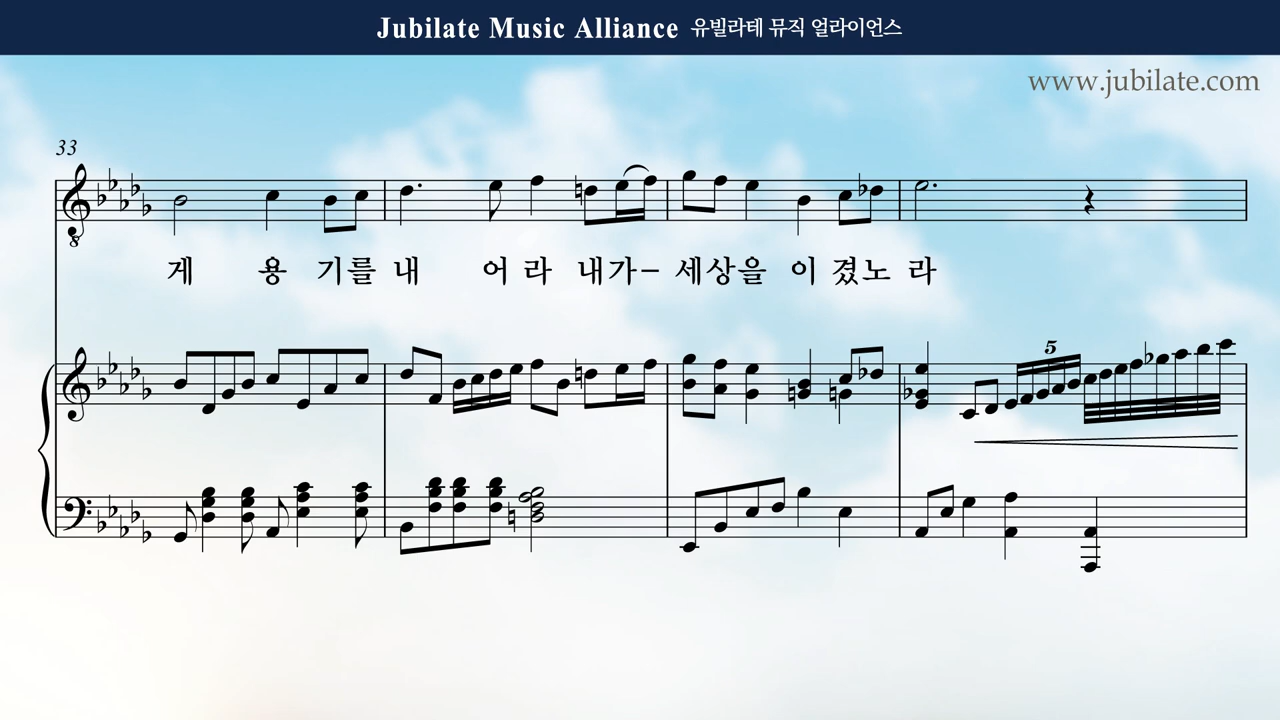 Jubilate Music Alliance 유빌라테 뮤직 얼라이언스
www.jubilate.com
33
게 용 기를 내 어 라 내가- 세상을 이 겼노 라
5